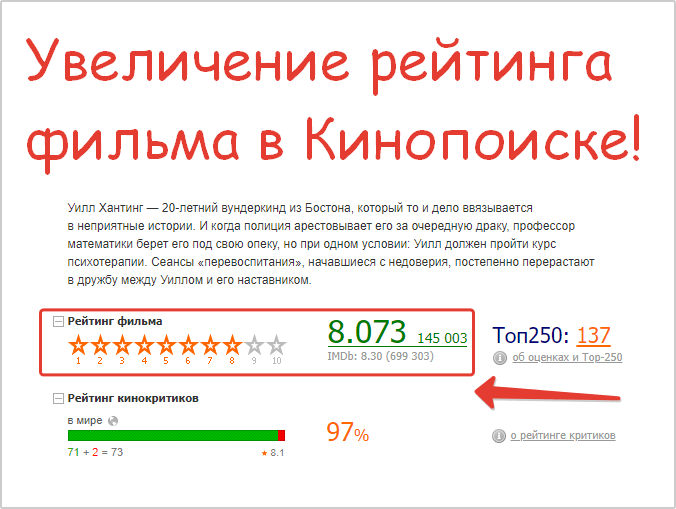 Увеличение рейтинга
фильма в Кинопоиске!
Уилл Хантинг — 20-летний вундеркинд из Бостона, который то и дело ввязывается
в неприятные истории. И когда полиция арестовывает его за очередную драку, профессор
математики берет его под свою опеку, но при одном условии: Уилл должен пройти курс
психотерапии. Сеансы «перевоспитания», начавшиеся с недоверия, постепенно перерастают
в дружбу между Уиллом и его наставником.
Рейтинг фильма
1 2 3 4 5 6 7 8 9 10
8.073 145 003
IMDb: 8.30 (699 303)
Топ250: 137
об оценках и Top-250
Рейтинг кинокритиков
в мире
71 + 2 = 73
8.1
97%
о рейтинге критиков